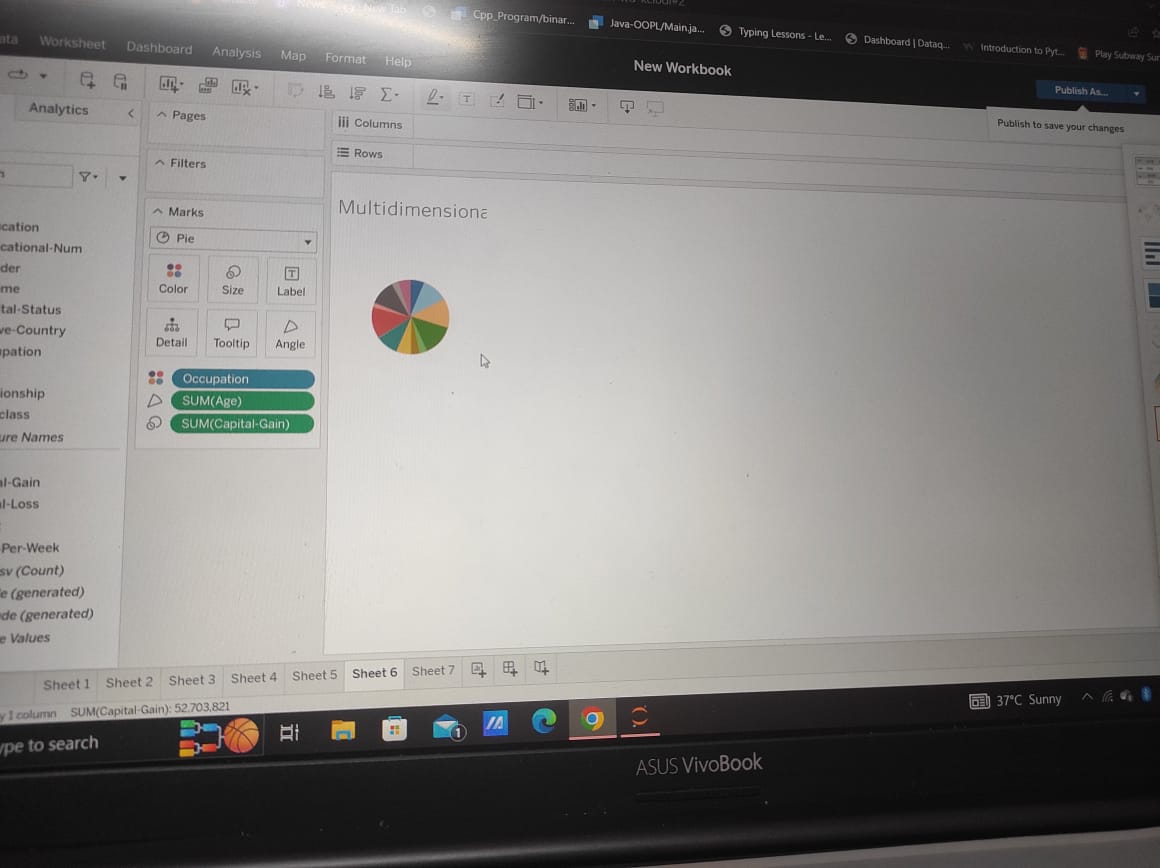 New Tab
Cpp_Program/binar...
Java-OOPL/Main.ja...
Typing Lessons - Le...
Dashboard | Dataq...
Introduction to Pyt...
Play Subway Sur
ata Worksheet Dashboard Analysis Map Format Help
New Workbook
Publish As...
Publish to save your changes
Analytics
Pages
Columns
Rows
Filters
Marks
Pie
Color Size Label
Detail Tooltip Angle
Occupation
SUM(Age)
SUM(Capital-Gain)
Multidimensiona
cation
cational-Num
der
me
tal-Status
ve-Country
pation
ionship
class
ure Names
al-Gain
l-Loss
Per-Week
sv (Count)
e (generated)
de (generated)
e Values
Sheet 1 Sheet 2 Sheet 3 Sheet 4 Sheet 5 Sheet 6 Sheet 7
y 1 column SUM(Capital-Gain): 52,703,821
ype to search
1
37°C Sunny
ASUS VivoBook